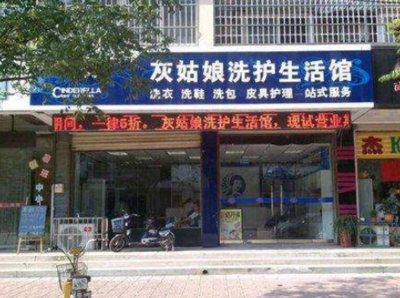 CINDERELLA
灰姑娘洗护生活馆
洗衣 洗鞋 洗包 皮具护理 一站式服务
期间，一律6折。灰姑娘洗护生活馆，现试营业
杰K